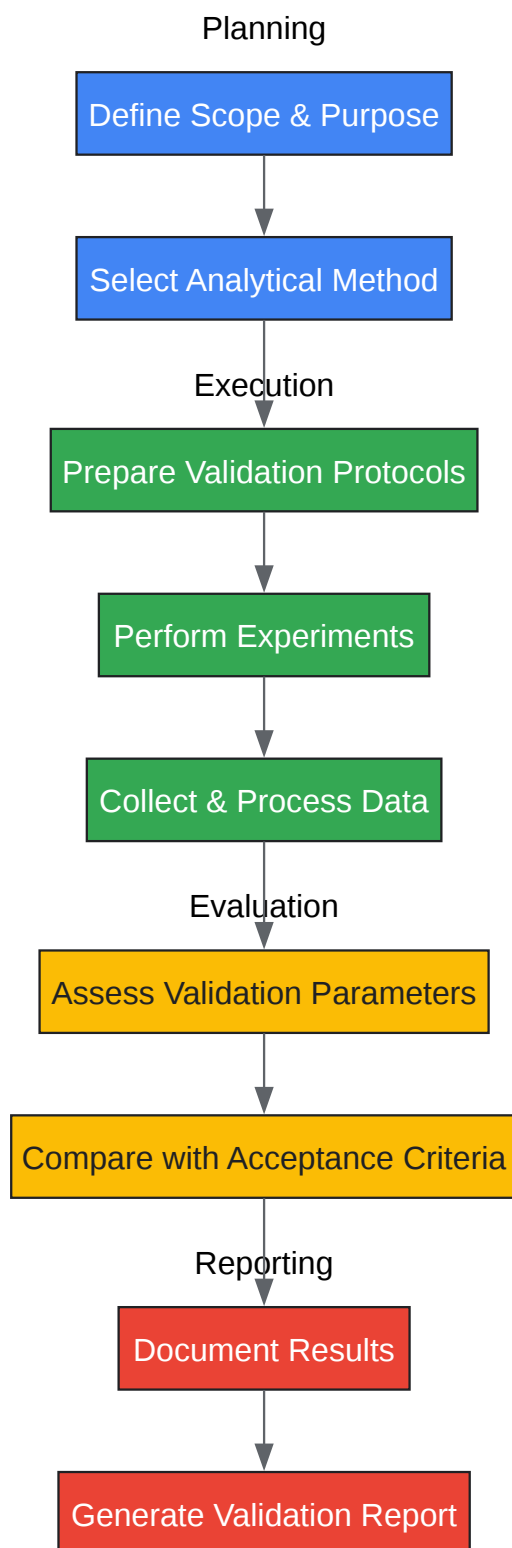 Planning
Define Scope & Purpose
Select Analytical Method
Execution
Prepare Validation Protocols
Perform Experiments
Collect & Process Data
Evaluation
Assess Validation Parameters
Compare with Acceptance Criteria
Reporting
Document Results
Generate Validation Report